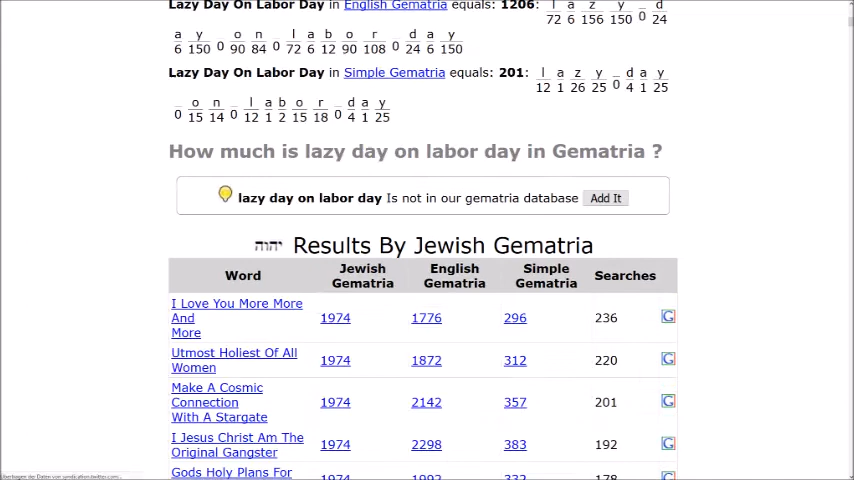 Lazy Day On Labor Day in English Gematria equals: 1206: l a z y _ d
72 6 156 150 0 24
a y _ o n _ l a b o r _ d a y
6 150 0 90 84 0 72 6 12 90 108 0 24 6 150
Lazy Day On Labor Day in Simple Gematria equals: 201: l a z y _ d a y
12 1 26 25 0 4 1 25
_ o n _ l a b o r _ d a y
0 15 14 0 12 1 2 15 18 0 4 1 25
How much is lazy day on labor day in Gematria ?
lazy day on labor day Is not in our gematria database Add It
יהוה Results By Jewish Gematria
Word Jewish Gematria English Gematria Simple Gematria Searches
I Love You More More
And
More 1974 1776 296 236 G
Utmost Holiest Of All
Women 1974 1872 312 220 G
Make A Cosmic
Connection
With A Stargate 1974 2142 357 201 G
I Jesus Christ Am The
Original Gangster 1974 2298 383 192 G
Gods Holy Plans For 1974 1992 332 178 G